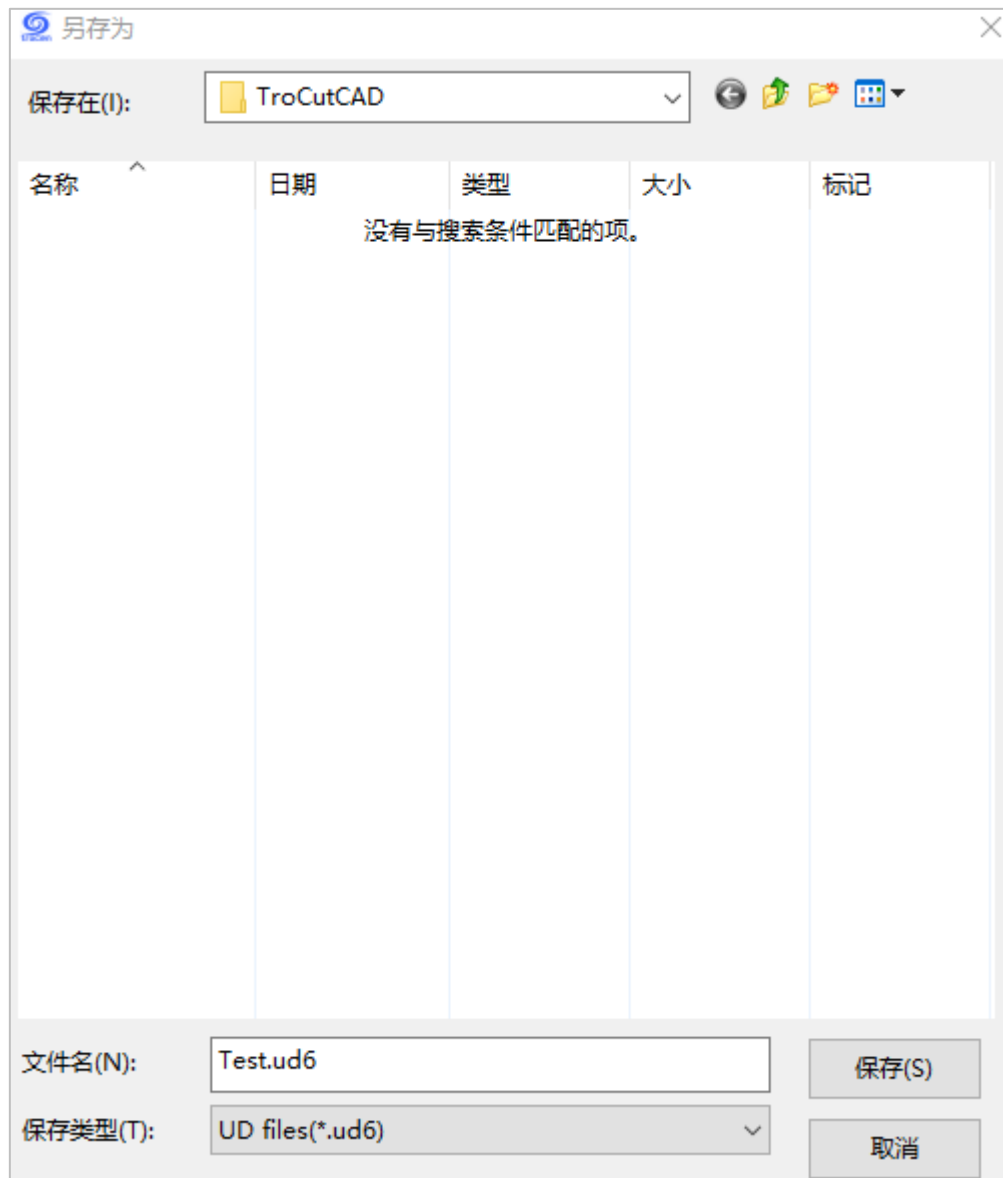 另存为
保存在(I):
TroCutCAD
名称 日期 类型 大小 标记
没有与搜索条件匹配的项。
文件名(N):
Test.ud6
保存(S)
保存类型(T):
UD files(*.ud6)
取消